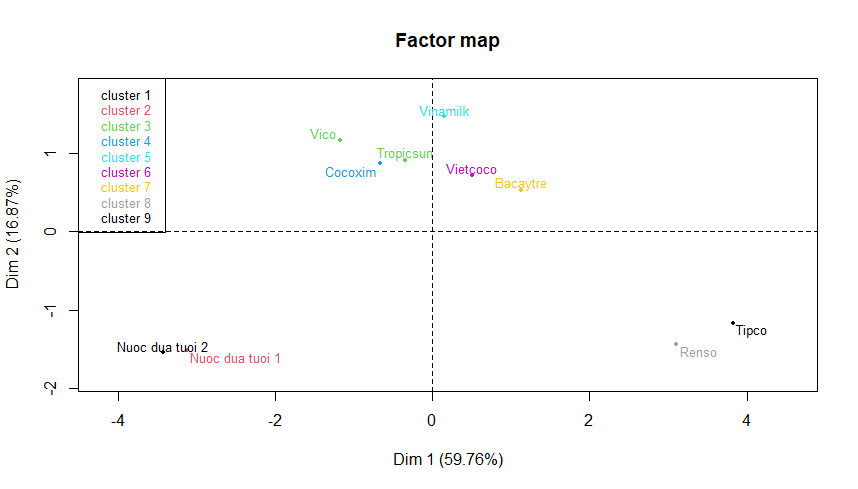 Factor map
cluster 1
cluster 2
cluster 3
cluster 4
cluster 5
cluster 6
cluster 7
cluster 8
cluster 9
Vinamilk
Vico
Tropicsun
Cocoxim
Vietcoco
Bacaytre
Tipco
Renso
Nuoc dua tuoi 2
Nuoc dua tuoi 1
1
0
-1
-2
Dim 2 (16.87%)
-4 -2 0 2 4
Dim 1 (59.76%)